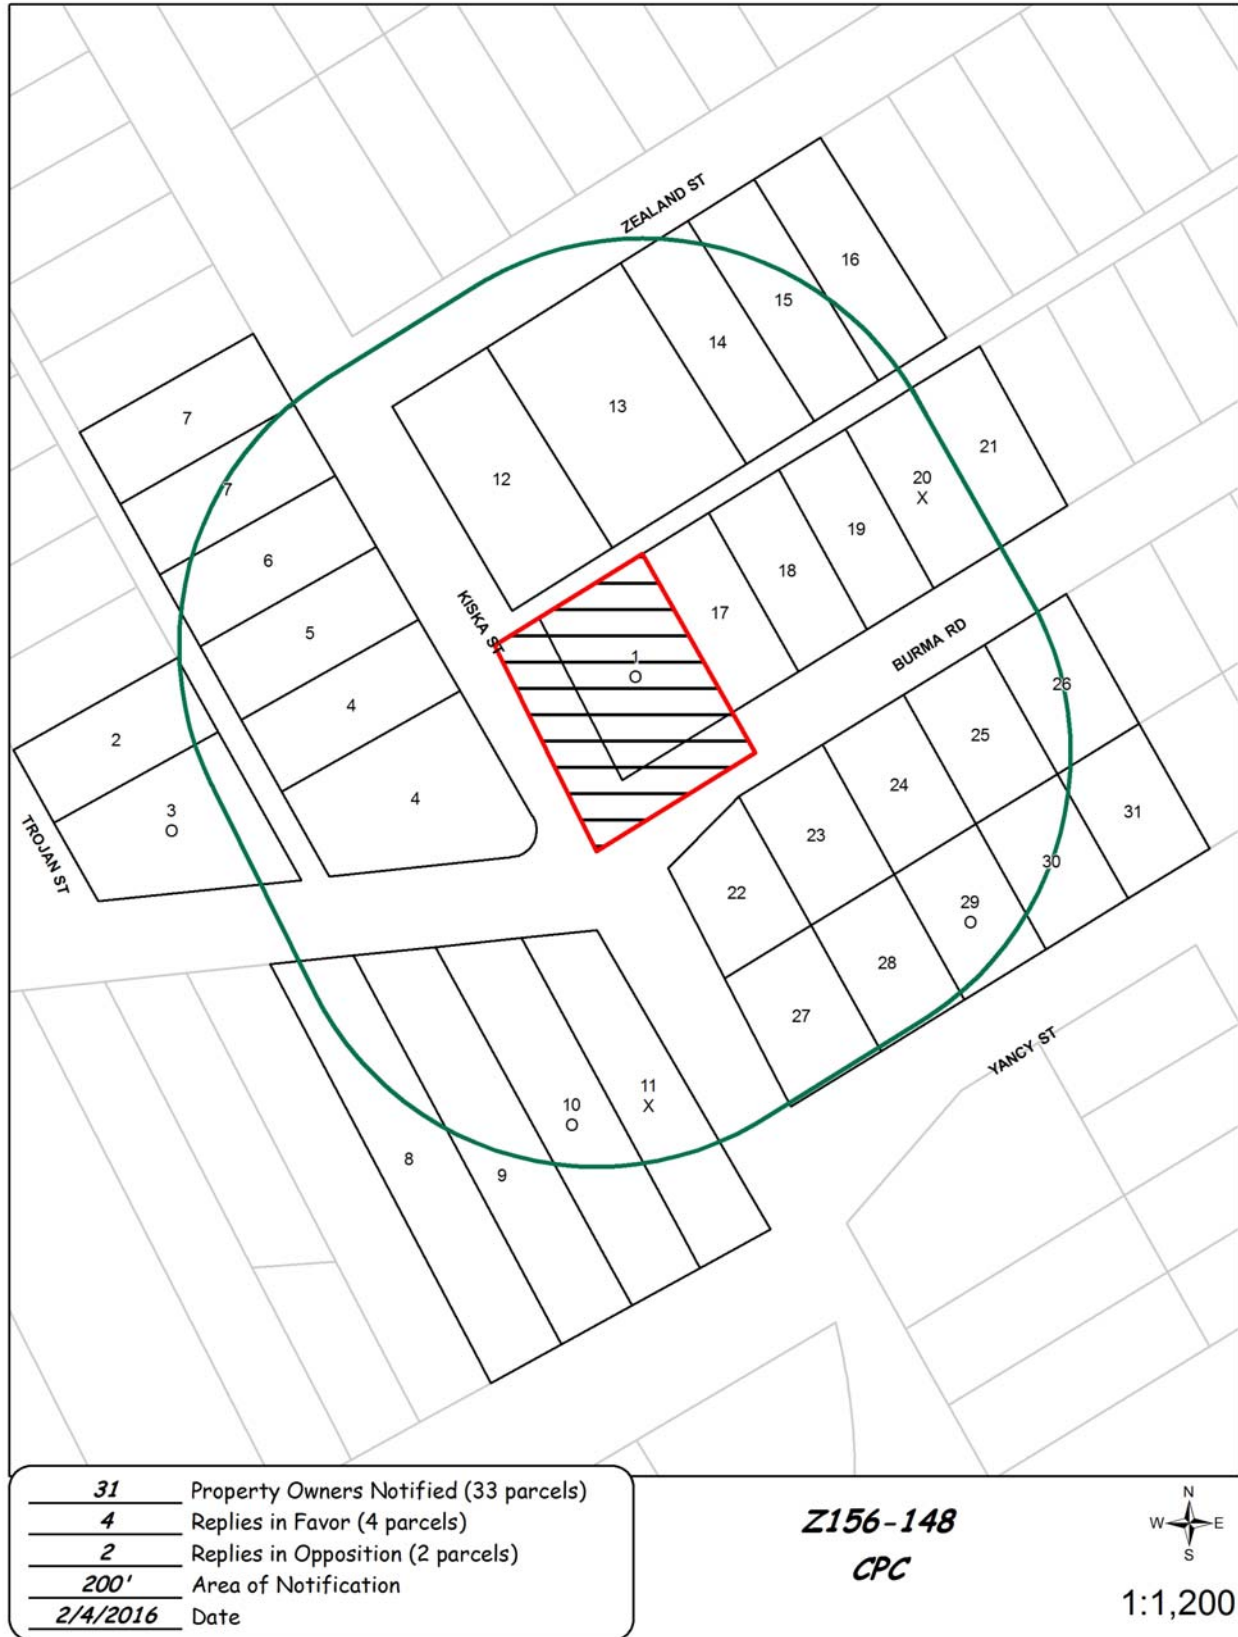 ZEALAND ST
16
15
14
13
7
12
21
20
X
7
19
6
18
17
5
KISKA ST
1
O
BURMA RD
26
4
2
25
24
4
3
O
31
23
TROJAN ST
30
22
29
O
28
27
YANCY ST
11
X
10
O
8
9
31 Property Owners Notified (33 parcels)
4 Replies in Favor (4 parcels)
2 Replies in Opposition (2 parcels)
200' Area of Notification
2/4/2016 Date
Z156-148
CPC
N
W E
S
1:1,200